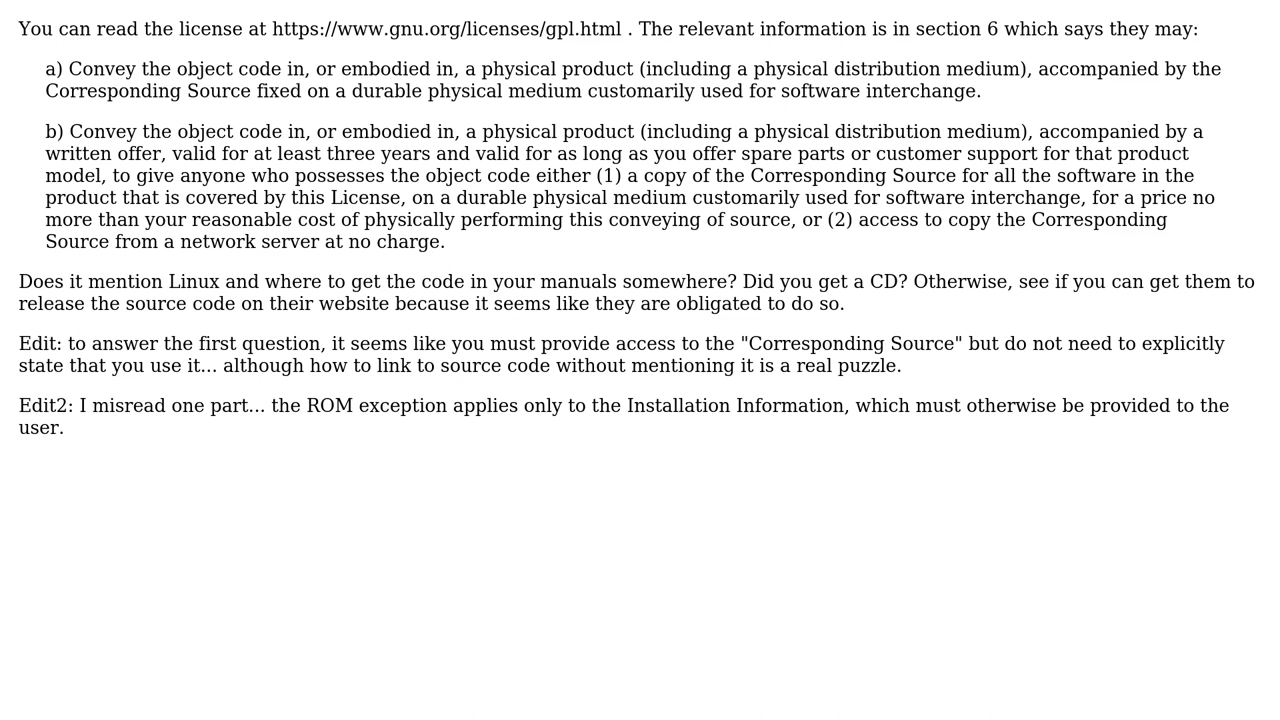 You can read the license at https://www.gnu.org/licenses/gpl.html . The relevant information is in section 6 which says they may:
a) Convey the object code in, or embodied in, a physical product (including a physical distribution medium), accompanied by the
Corresponding Source fixed on a durable physical medium customarily used for software interchange.
b) Convey the object code in, or embodied in, a physical product (including a physical distribution medium), accompanied by a
written offer, valid for at least three years and valid for as long as you offer spare parts or customer support for that product
model, to give anyone who possesses the object code either (1) a copy of the Corresponding Source for all the software in the
product that is covered by this License, on a durable physical medium customarily used for software interchange, for a price no
more than your reasonable cost of physically performing this conveying of source, or (2) access to copy the Corresponding
Source from a network server at no charge.
Does it mention Linux and where to get the code in your manuals somewhere? Did you get a CD? Otherwise, see if you can get them to
release the source code on their website because it seems like they are obligated to do so.
Edit: to answer the first question, it seems like you must provide access to the "Corresponding Source" but do not need to explicitly
state that you use it... although how to link to source code without mentioning it is a real puzzle.
Edit2: I misread one part... the ROM exception applies only to the Installation Information, which must otherwise be provided to the
user.